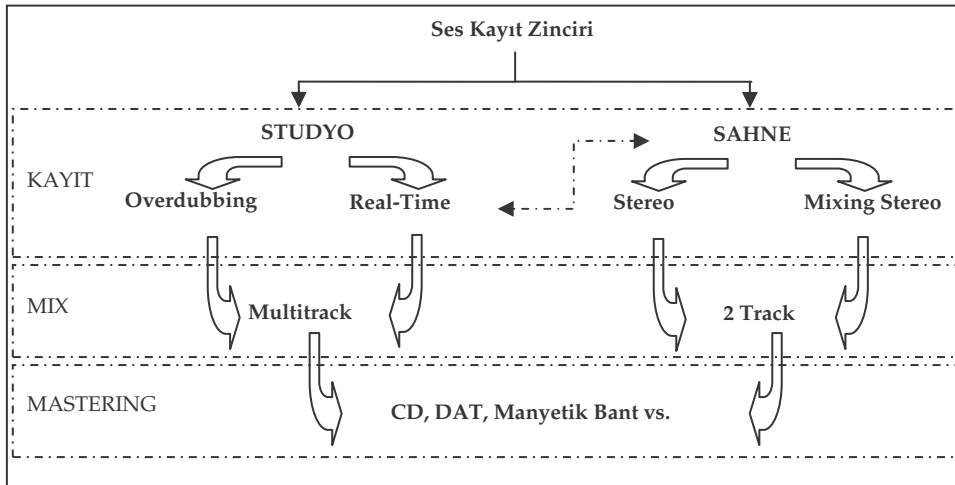 Ses Kayıt Zinciri
STUDYO
SAHNE
KAYIT
Overdubbing
Real-Time
Stereo
Mixing Stereo
MIX
Multitrack
2 Track
MASTERING
CD, DAT, Manyetik Bant vs.